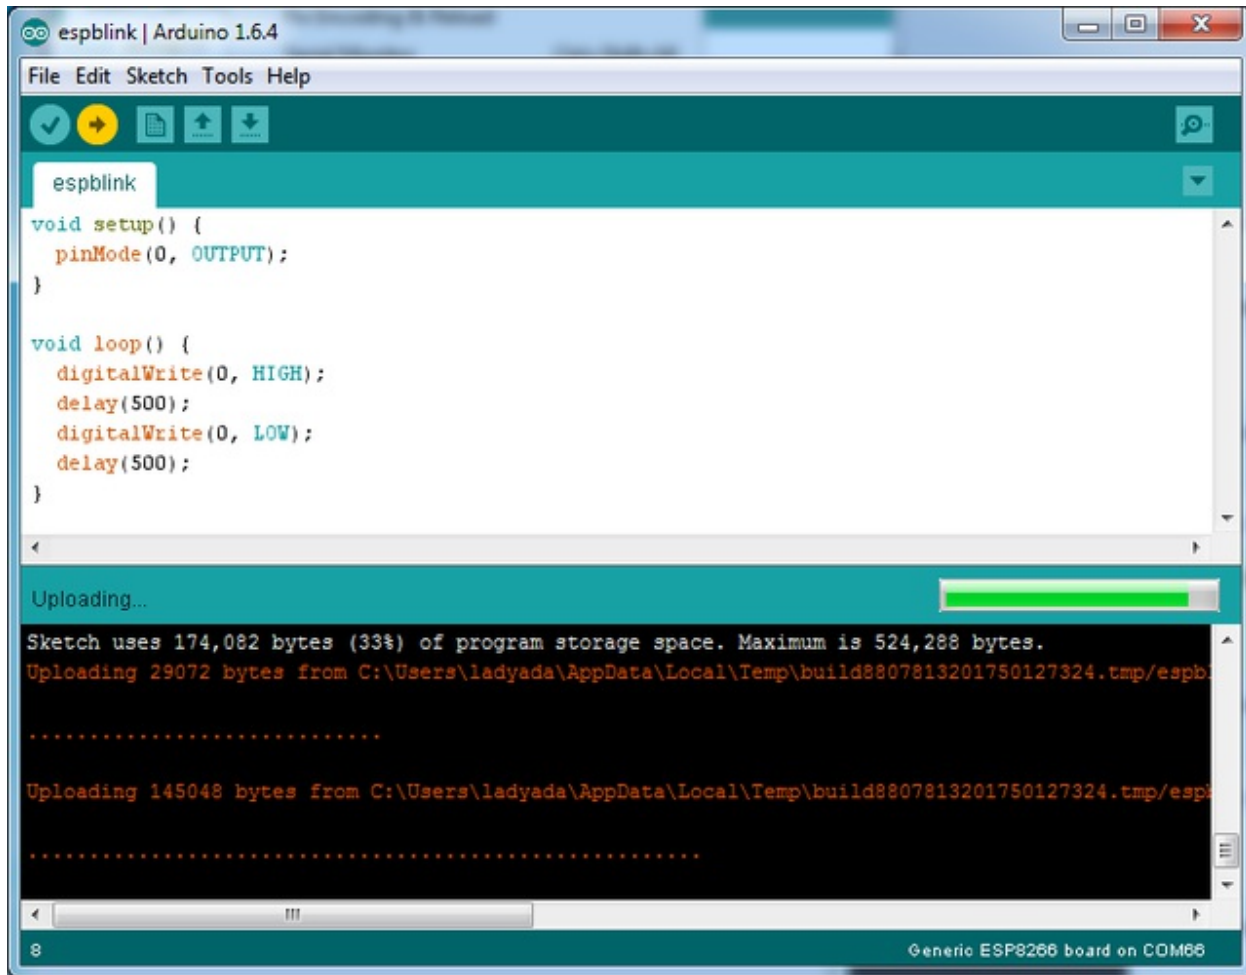 espblink | Arduino 1.6.4
File Edit Sketch Tools Help
espblink
void setup() {
  pinMode(0, OUTPUT);
}
void loop() {
  digitalWrite(0, HIGH);
  delay(500);
  digitalWrite(0, LOW);
  delay(500);
}
Uploading...
Sketch uses 174,082 bytes (33%) of program storage space. Maximum is 524,288 bytes.
Uploading 29072 bytes from C:\Users\ladyada\AppData\Local\Temp\build8807813201750127324.tmp/espb
.............................
Uploading 145048 bytes from C:\Users\ladyada\AppData\Local\Temp\build8807813201750127324.tmp/esp
.......................................................
8
Generic ESP8266 board on COM66